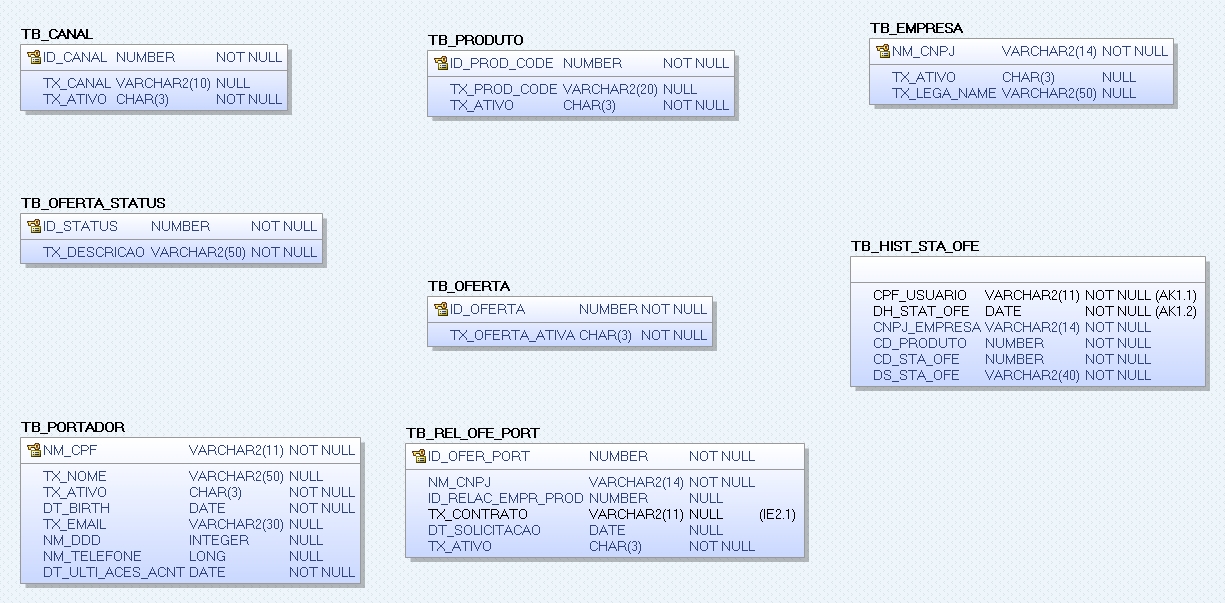 TB_CANAL
ID_CANAL NUMBER NOT NULL
TX_CANAL VARCHAR2(10) NULL
TX_ATIVO CHAR(3) NOT NULL
TB_PRODUTO
ID_PROD_CODE NUMBER NOT NULL
TX_PROD_CODE VARCHAR2(20) NULL
TX_ATIVO CHAR(3) NOT NULL
TB_EMPRESA
NM_CNPJ VARCHAR2(14) NOT NULL
TX_ATIVO CHAR(3) NULL
TX_LEGA_NAME VARCHAR2(50) NULL
TB_OFERTA_STATUS
ID_STATUS NUMBER NOT NULL
TX_DESCRICAO VARCHAR2(50) NOT NULL
TB_OFERTA
ID_OFERTA NUMBER NOT NULL
TX_OFERTA_ATIVA CHAR(3) NOT NULL
TB_HIST_STA_OFE
CPF_USUARIO VARCHAR2(11) NOT NULL (AK1.1)
DH_STAT_OFE DATE NOT NULL (AK1.2)
CNPJ_EMPRESA VARCHAR2(14) NOT NULL
CD_PRODUTO NUMBER NOT NULL
CD_STA_OFE NUMBER NOT NULL
DS_STA_OFE VARCHAR2(40) NOT NULL
TB_PORTADOR
NM_CPF VARCHAR2(11) NOT NULL
TX_NOME VARCHAR2(50) NULL
TX_ATIVO CHAR(3) NOT NULL
DT_BIRTH DATE NOT NULL
TX_EMAIL VARCHAR2(30) NULL
NM_DDD INTEGER NULL
NM_TELEFONE LONG NULL
DT_ULTI_ACES_ACNT DATE NOT NULL
TB_REL_OFE_PORT
ID_OFER_PORT NUMBER NOT NULL
NM_CNPJ VARCHAR2(14) NOT NULL
ID_RELAC_EMPR_PROD NUMBER NULL
TX_CONTRATO VARCHAR2(11) NULL (IE2.1)
DT_SOLICITACAO DATE NULL
TX_ATIVO CHAR(3) NOT NULL